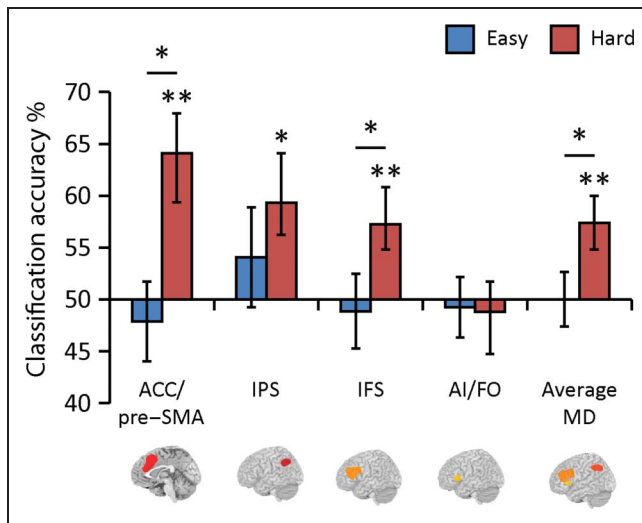 Easy Hard
*
**
*
*
**
*
**
Classification accuracy %
70
65
60
55
50
45
40
ACC/
pre–SMA
IPS
IFS
AI/FO
Average
MD